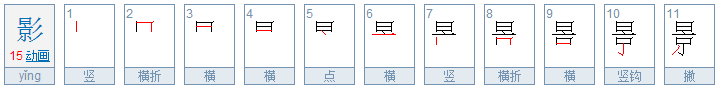 影 1 2 3 4 5 6 7 8 9 10 11
15 动画
yǐng 竖 横折 横 横 点 横 竖 横折 横 竖钩 撇